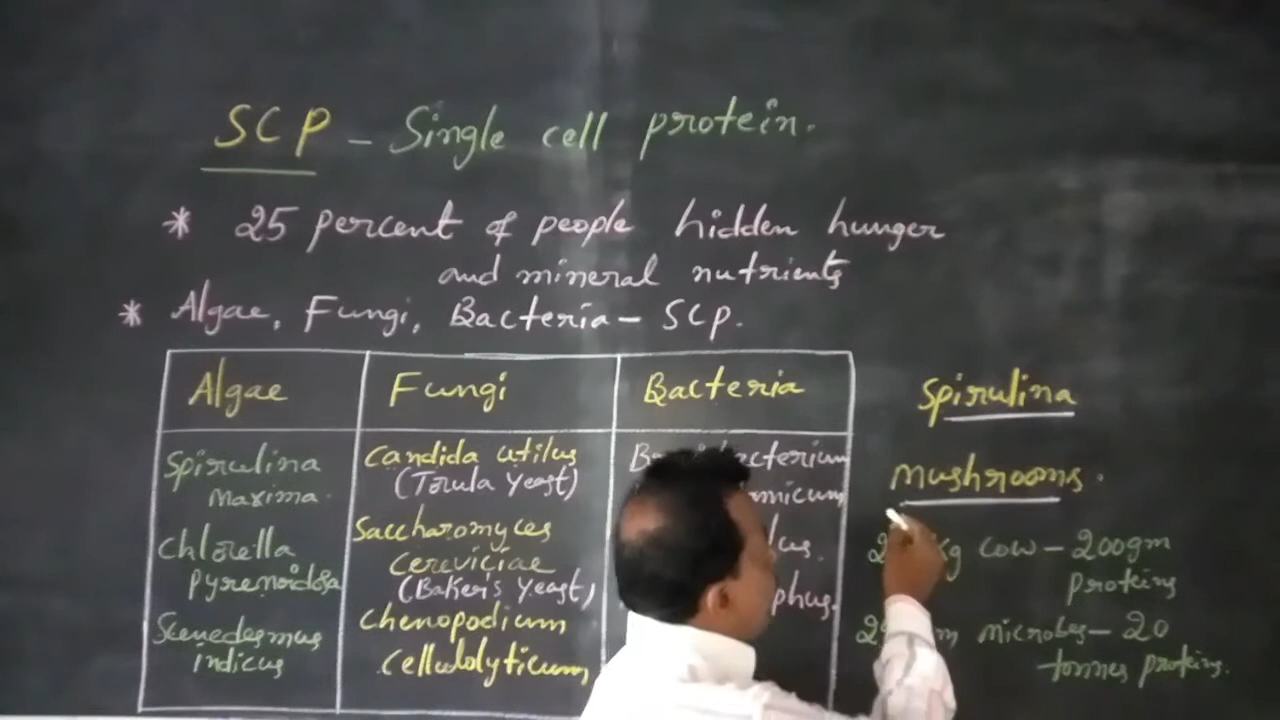 SCP - Single cell protein.
* 25 percent of people hidden hunger
and mineral nutrients
* Algae, Fungi, Bacteria - SCP.
Algae Fungi Bacteria
Spirulina
Maxima.
Chlorella
Pyrenoidosa
Scenedesmus
indicus
Candida utilus
(Torula Yeast)
Saccharomyces
cereviciae
(Baker's Yeast)
Chenopodium
cellulolyticum
Spirulina
Mushrooms.
kg cow - 200gm
proteins
microbes - 20
tonnes proteins.